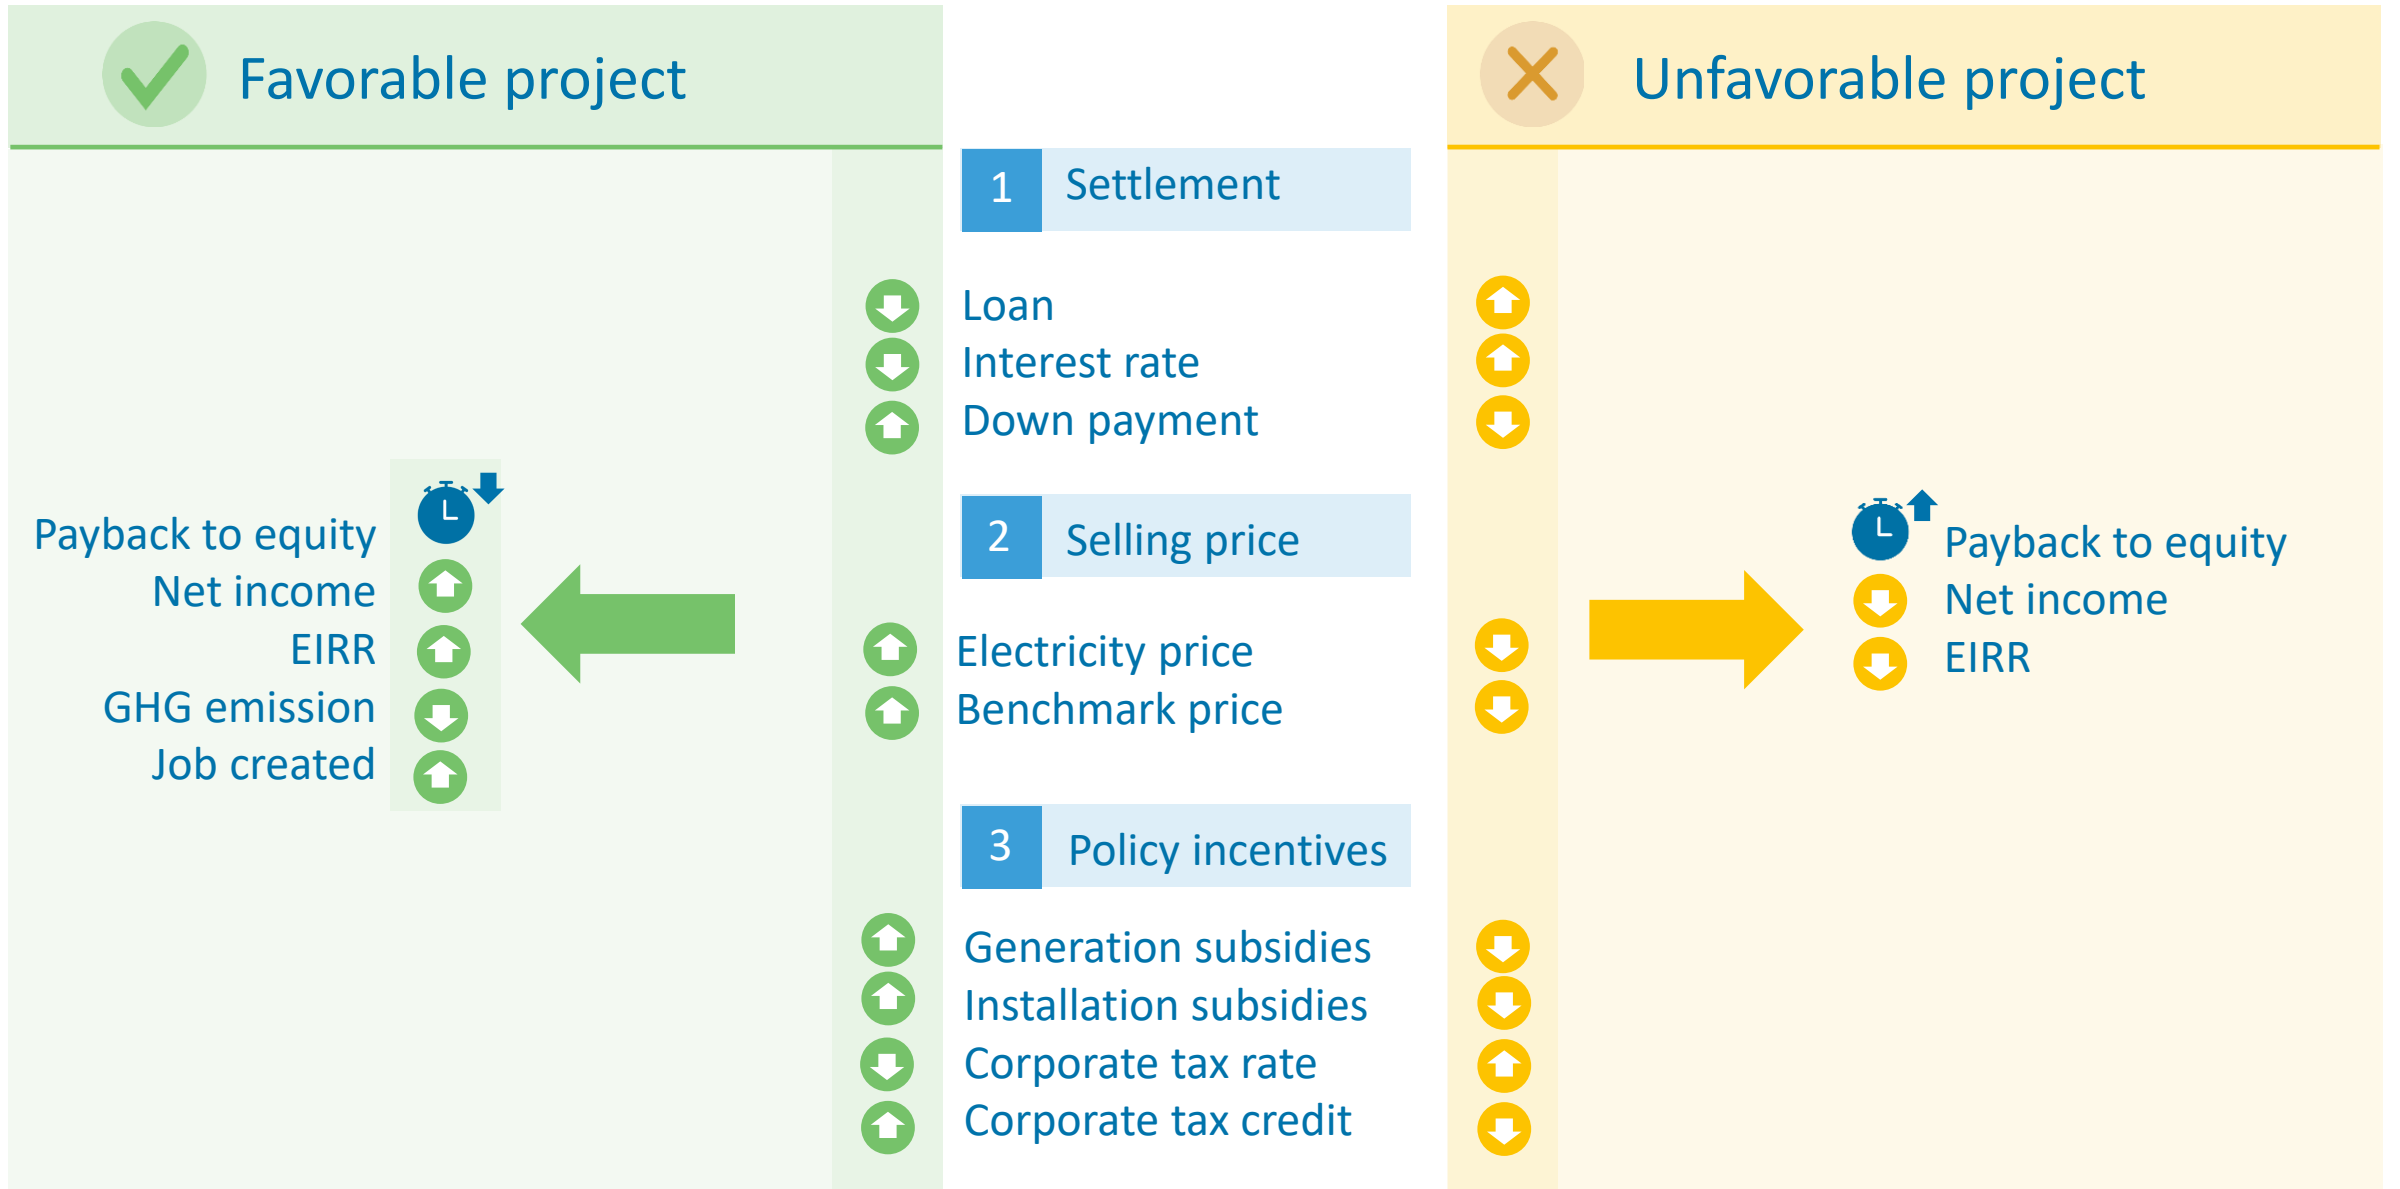 Favorable project
Unfavorable project
1 Settlement
Loan
Interest rate
Down payment
2 Selling price
Electricity price
Benchmark price
3 Policy incentives
Generation subsidies
Installation subsidies
Corporate tax rate
Corporate tax credit
Payback to equity
Net income
EIRR
GHG emission
Job created
Payback to equity
Net income
EIRR